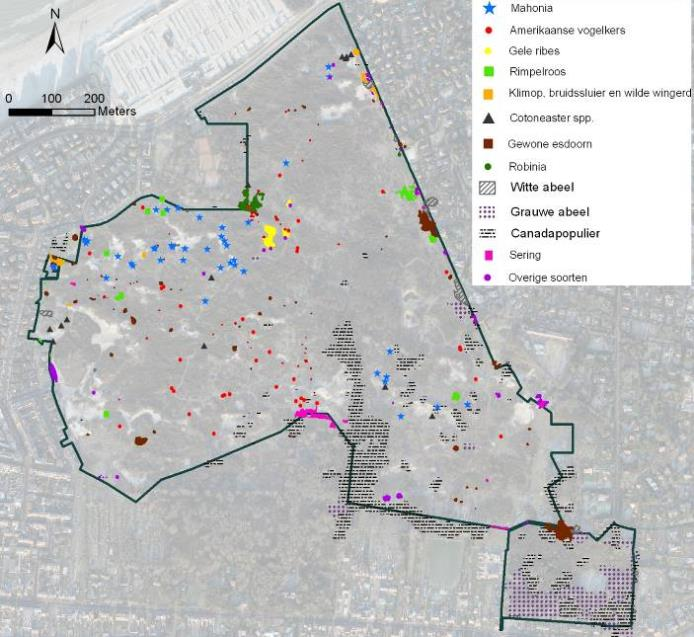 N
0 100 200
Meters
Mahonia
Amerikaanse vogelkers
Gele ribes
Rimpelroos
Klimop, bruidssluier en wilde wingerd
Cotoneaster spp.
Gewone esdoorn
Robinia
Witte abeel
Grauwe abeel
Canadapopulier
Sering
Overige soorten